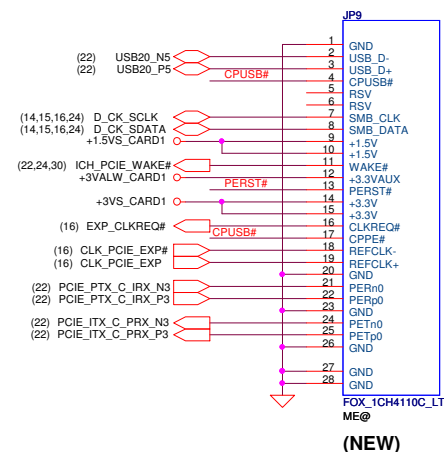 JP9
1 GND
(22) USB20_N5 2 USB_D-
(22) USB20_P5 3 USB_D+
CPUSB# 4 CPUSB#
5 RSV
6 RSV
(14,15,16,24) D_CK_SCLK 7 SMB_CLK
(14,15,16,24) D_CK_SDATA 8 SMB_DATA
+1.5VS_CARD1 9 +1.5V
10 +1.5V
(22,24,30) ICH_PCIE_WAKE# 11 WAKE#
+3VALW_CARD1 12 +3.3VAUX
PERST# 13 PERST#
+3VS_CARD1 14 +3.3V
15 +3.3V
(16) EXP_CLKREQ# 16 CLKREQ#
CPUSB# 17 CPPE#
(16) CLK_PCIE_EXP# 18 REFCLK-
(16) CLK_PCIE_EXP 19 REFCLK+
20 GND
(22) PCIE_PTX_C_IRX_N3 21 PERn0
(22) PCIE_PTX_C_IRX_P3 22 PERp0
23 GND
(22) PCIE_ITX_C_PRX_N3 24 PETn0
(22) PCIE_ITX_C_PRX_P3 25 PETp0
26 GND
27 GND
28 GND
FOX_1CH4110C_LT
ME@
(NEW)